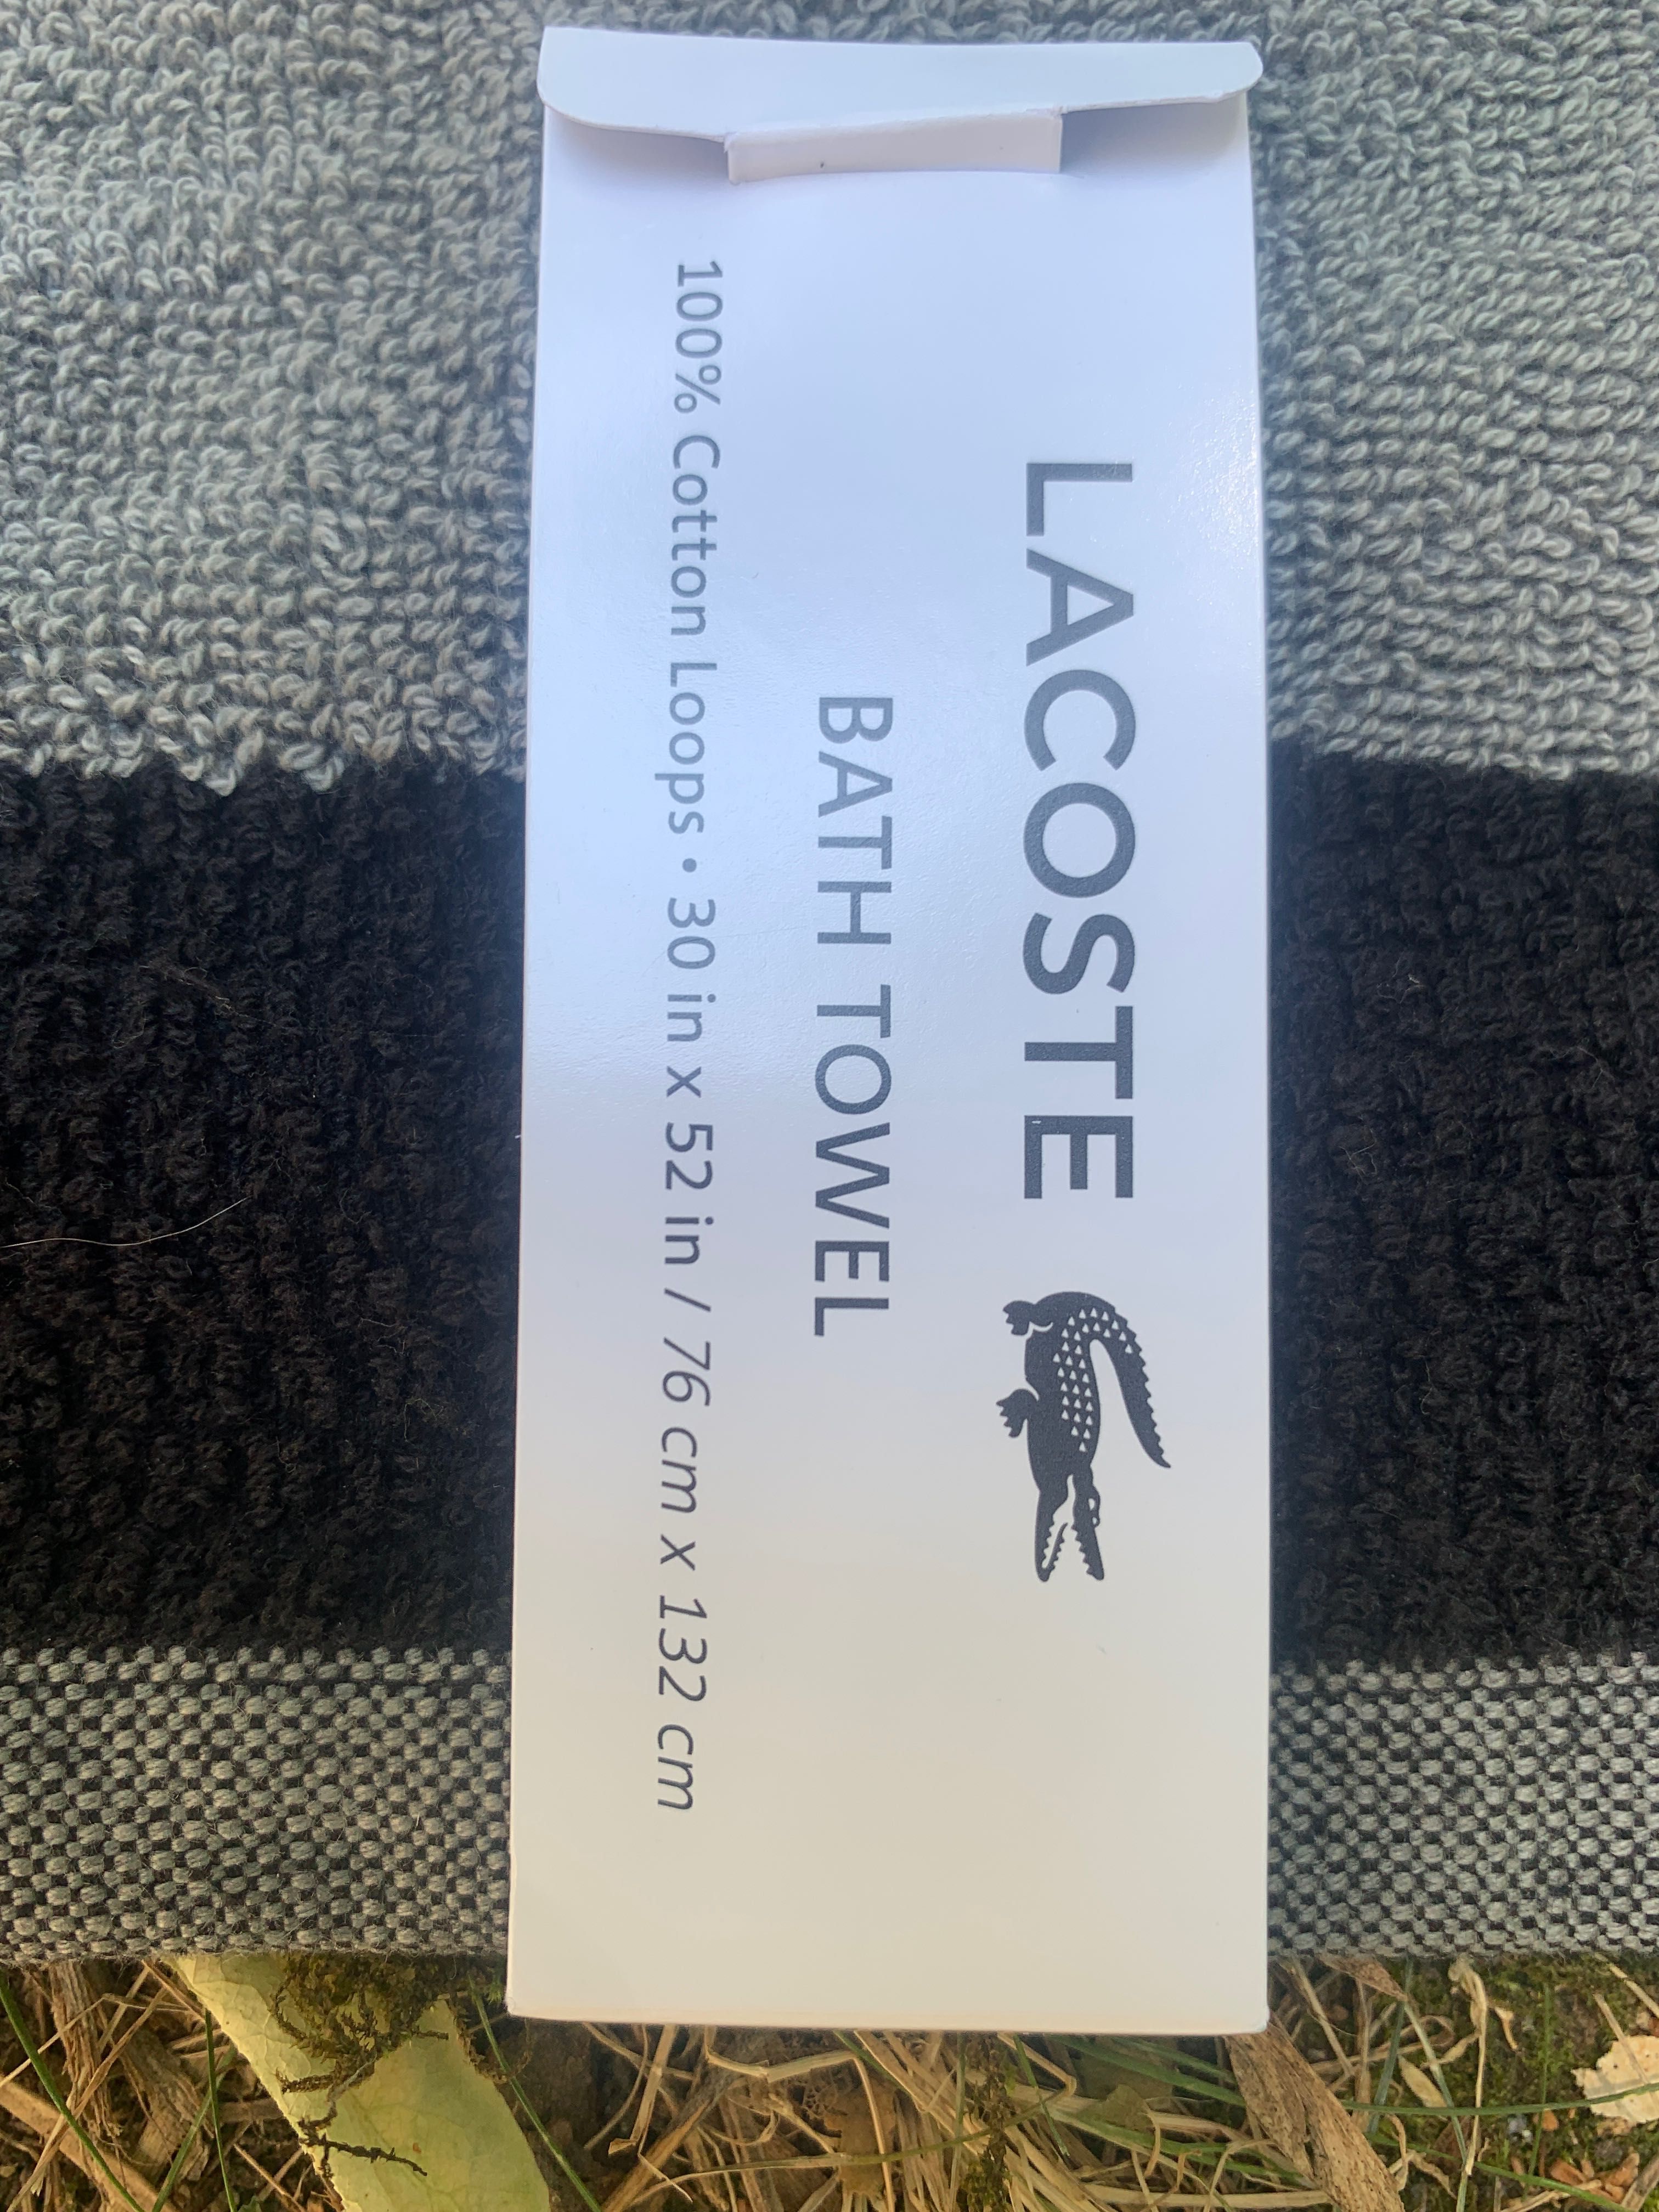 LACOSTE
BATH TOWEL
100% Cotton Loops • 30 in x 52 in / 76 cm x 132 cm